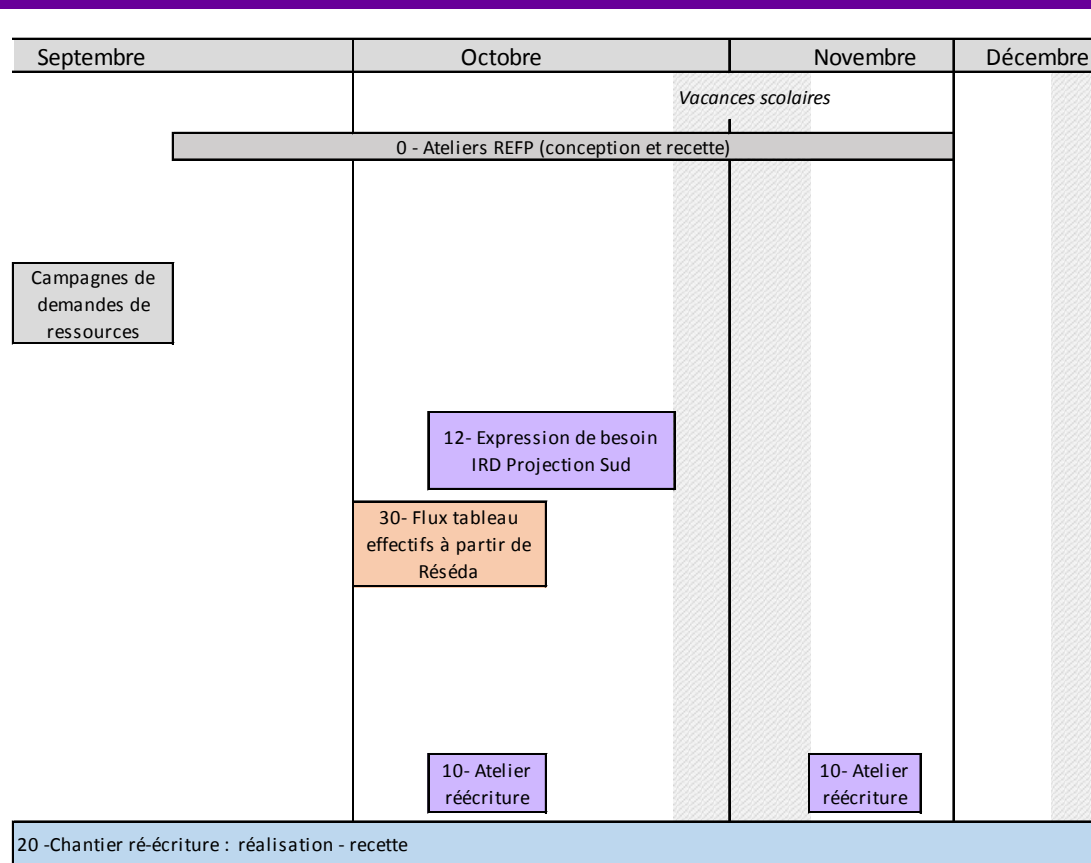 Septembre
Octobre
Novembre
Décembre
Vacances scolaires
0 - Ateliers REFP (conception et recette)
Campagnes de
demandes de
ressources
12- Expression de besoin
IRD Projection Sud
30- Flux tableau
effectifs à partir de
Réséda
10- Atelier
réécriture
10- Atelier
réécriture
20 -Chantier ré-écriture : réalisation - recette